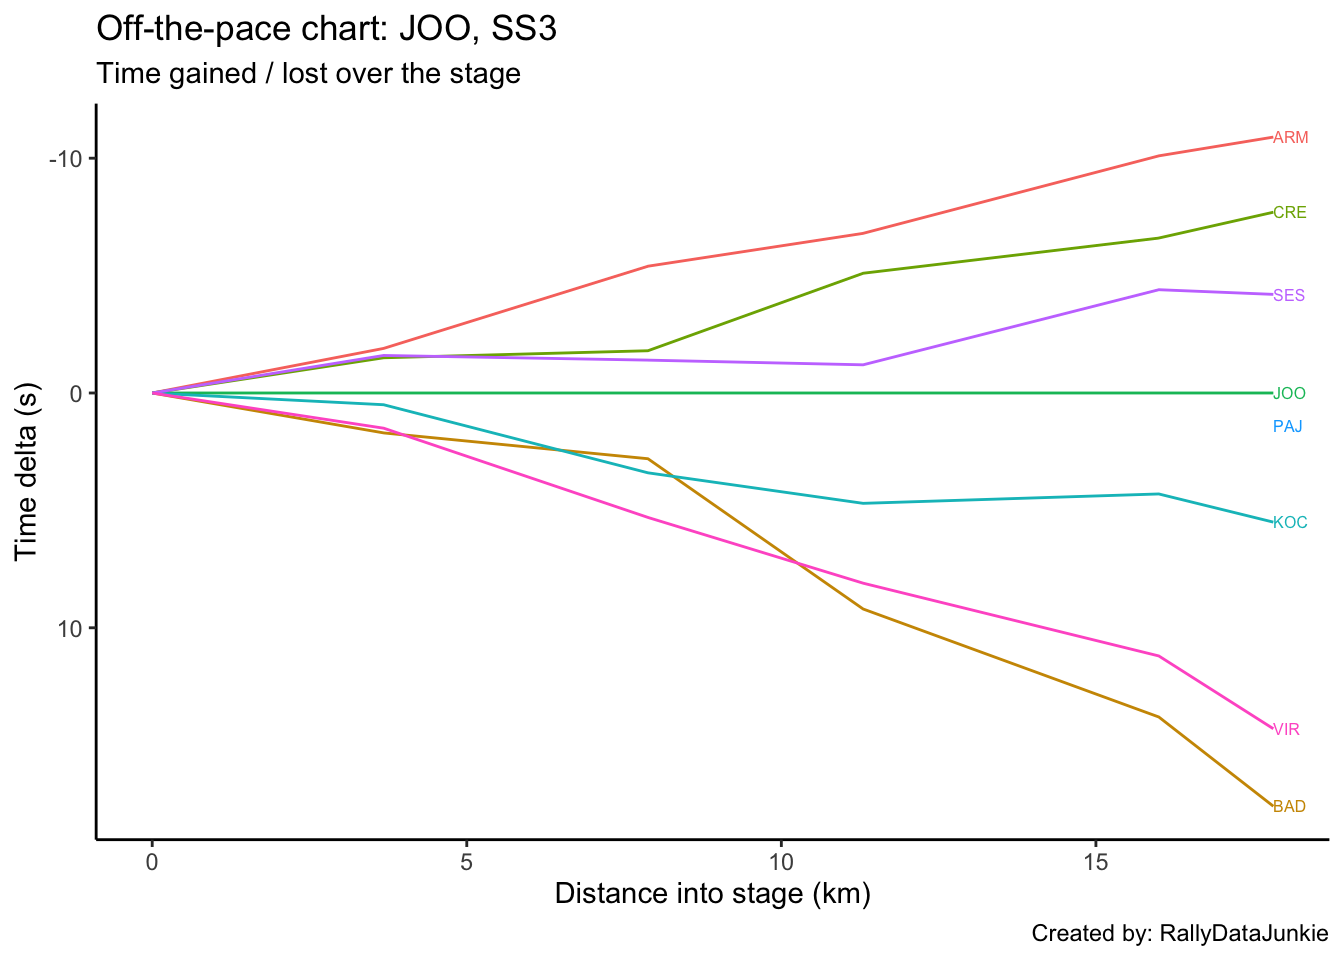 Off-the-pace chart: JOO, SS3
Time gained / lost over the stage
-10
0
10
Time delta (s)
ARM
CRE
SES
JOO
PAJ
KOC
VIR
BAD
0 5 10 15
Distance into stage (km)
Created by: RallyDataJunkie